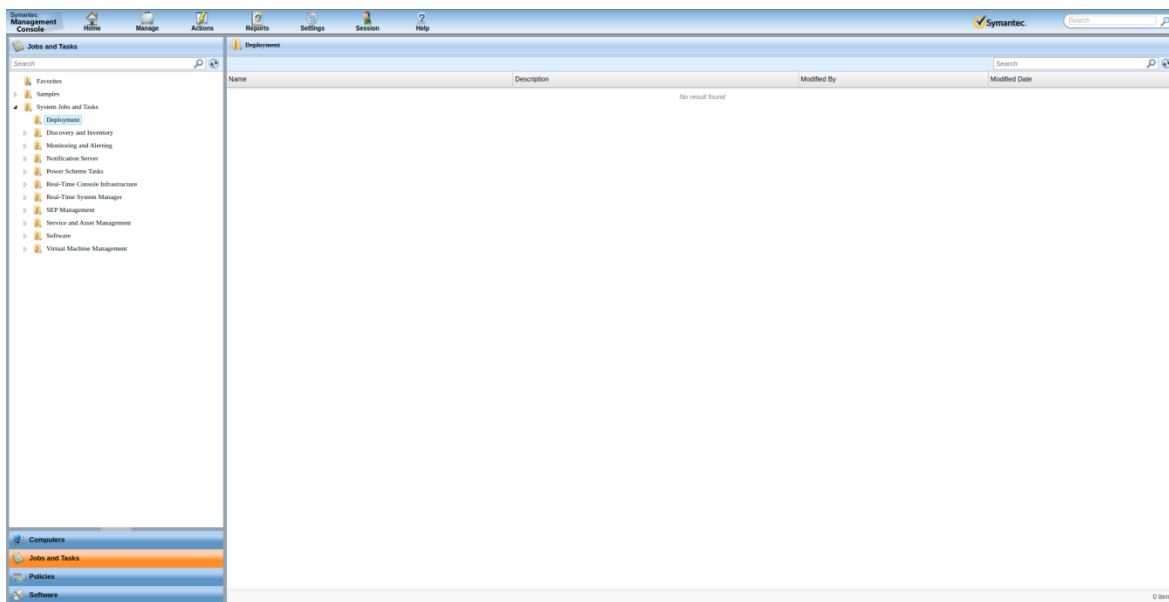 Symantec
Management
Console
Home
Manage
Actions
Reports
Settings
Session
Help
Symantec.
Search
Jobs and Tasks
Deployment
Search
Search
Favorites
Name
Description
Modified By
Modified Date
Samples
No result found
System Jobs and Tasks
Deployment
Discovery and Inventory
Monitoring and Alerting
Notification Server
Power Scheme Tasks
Real-Time Console Infrastructure
Real-Time System Manager
SEP Management
Service and Asset Management
Software
Virtual Machine Management
Computers
Jobs and Tasks
Policies
Software